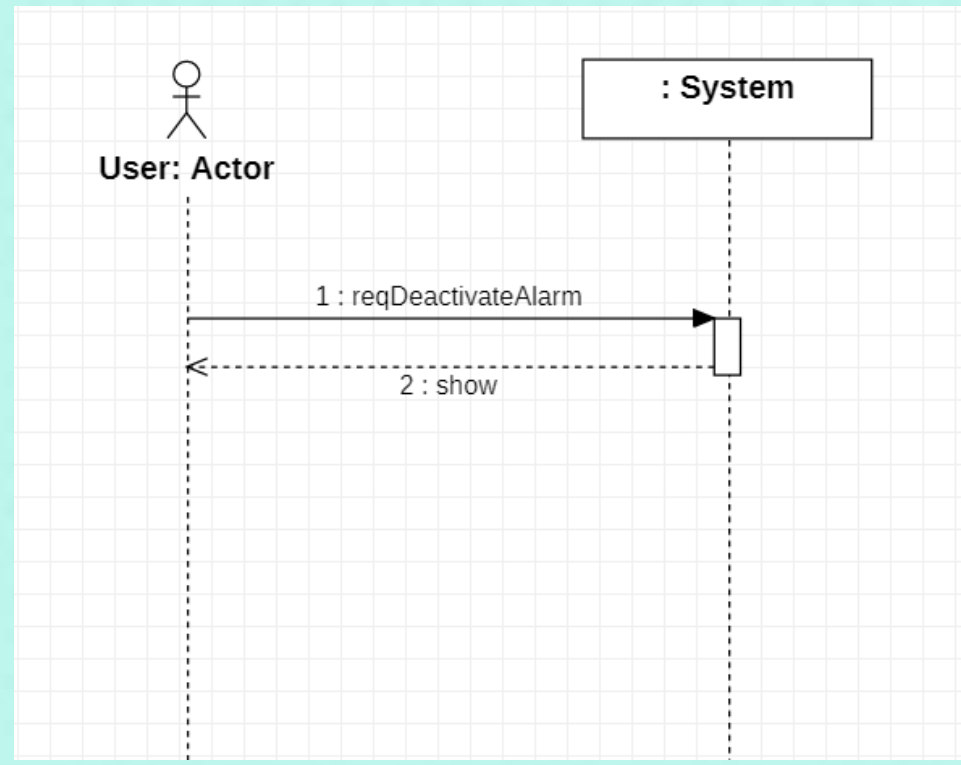 : System
User: Actor
1 : reqDeactivateAlarm
2 : show